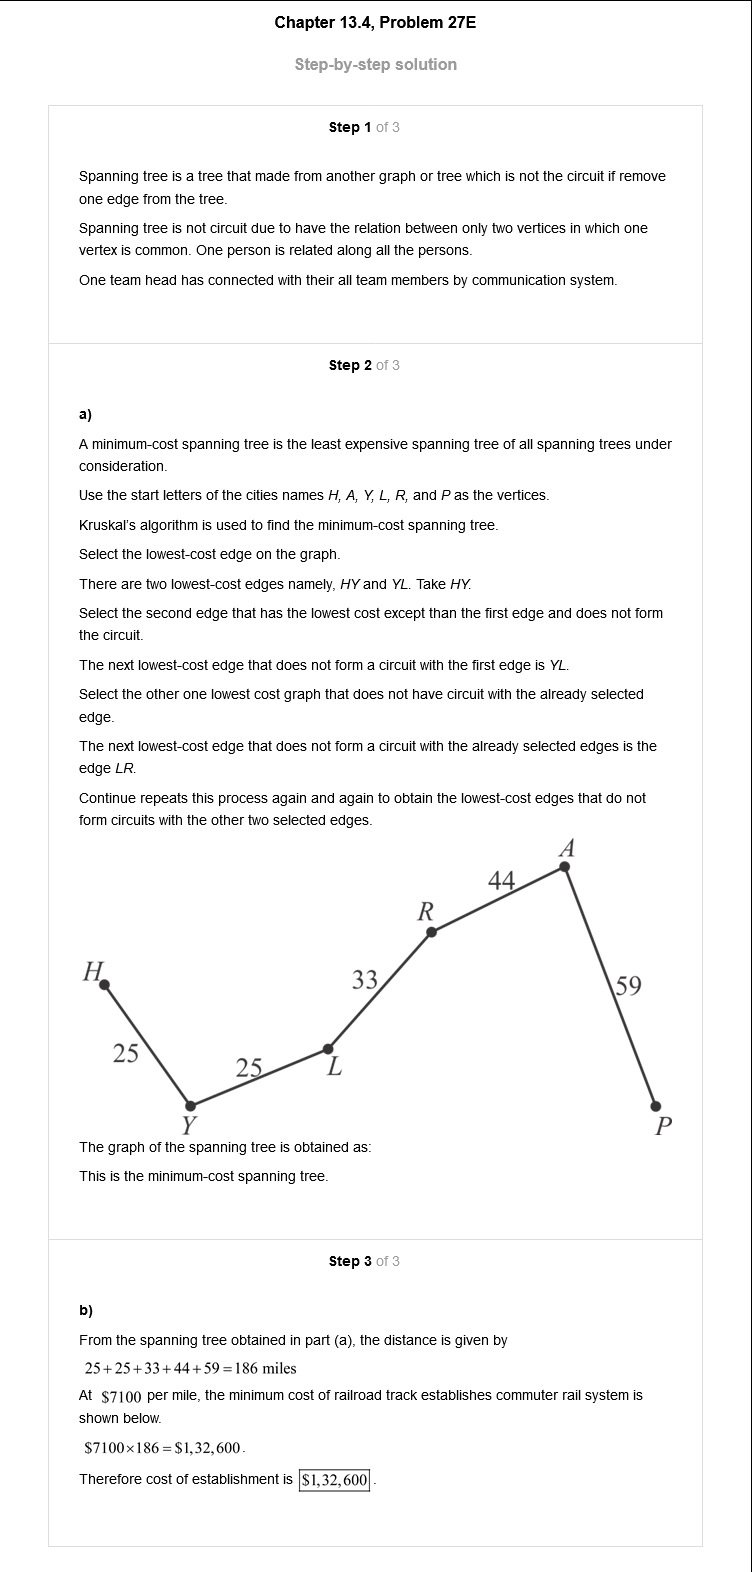 Chapter 13.4, Problem 27E
Step-by-step solution
Step 1 of 3
Spanning tree is a tree that made from another graph or tree which is not the circuit if remove
one edge from the tree.
Spanning tree is not circuit due to have the relation between only two vertices in which one
vertex is common. One person is related along all the persons.
One team head has connected with their all team members by communication system.
Step 2 of 3
a)
A minimum-cost spanning tree is the least expensive spanning tree of all spanning trees under
consideration.
Use the start letters of the cities names H, A, Y, L, R, and P as the vertices.
Kruskal's algorithm is used to find the minimum-cost spanning tree.
Select the lowest-cost edge on the graph.
There are two lowest-cost edges namely, HY and YL. Take HY.
Select the second edge that has the lowest cost except than the first edge and does not form
the circuit.
The next lowest-cost edge that does not form a circuit with the first edge is YL.
Select the other one lowest cost graph that does not have circuit with the already selected
edge.
The next lowest-cost edge that does not form a circuit with the already selected edges is the
edge LR.
Continue repeats this process again and again to obtain the lowest-cost edges that do not
form circuits with the other two selected edges.
A
44
R
H
33
59
25
25
L
Y
P
The graph of the spanning tree is obtained as:
This is the minimum-cost spanning tree.
Step 3 of 3
b)
From the spanning tree obtained in part (a), the distance is given by
25+25+33+44+59=186 miles
At $7100 per mile, the minimum cost of railroad track establishes commuter rail system is
shown below.
$7100×186=$1,32,600.
Therefore cost of establishment is $1,32,600.